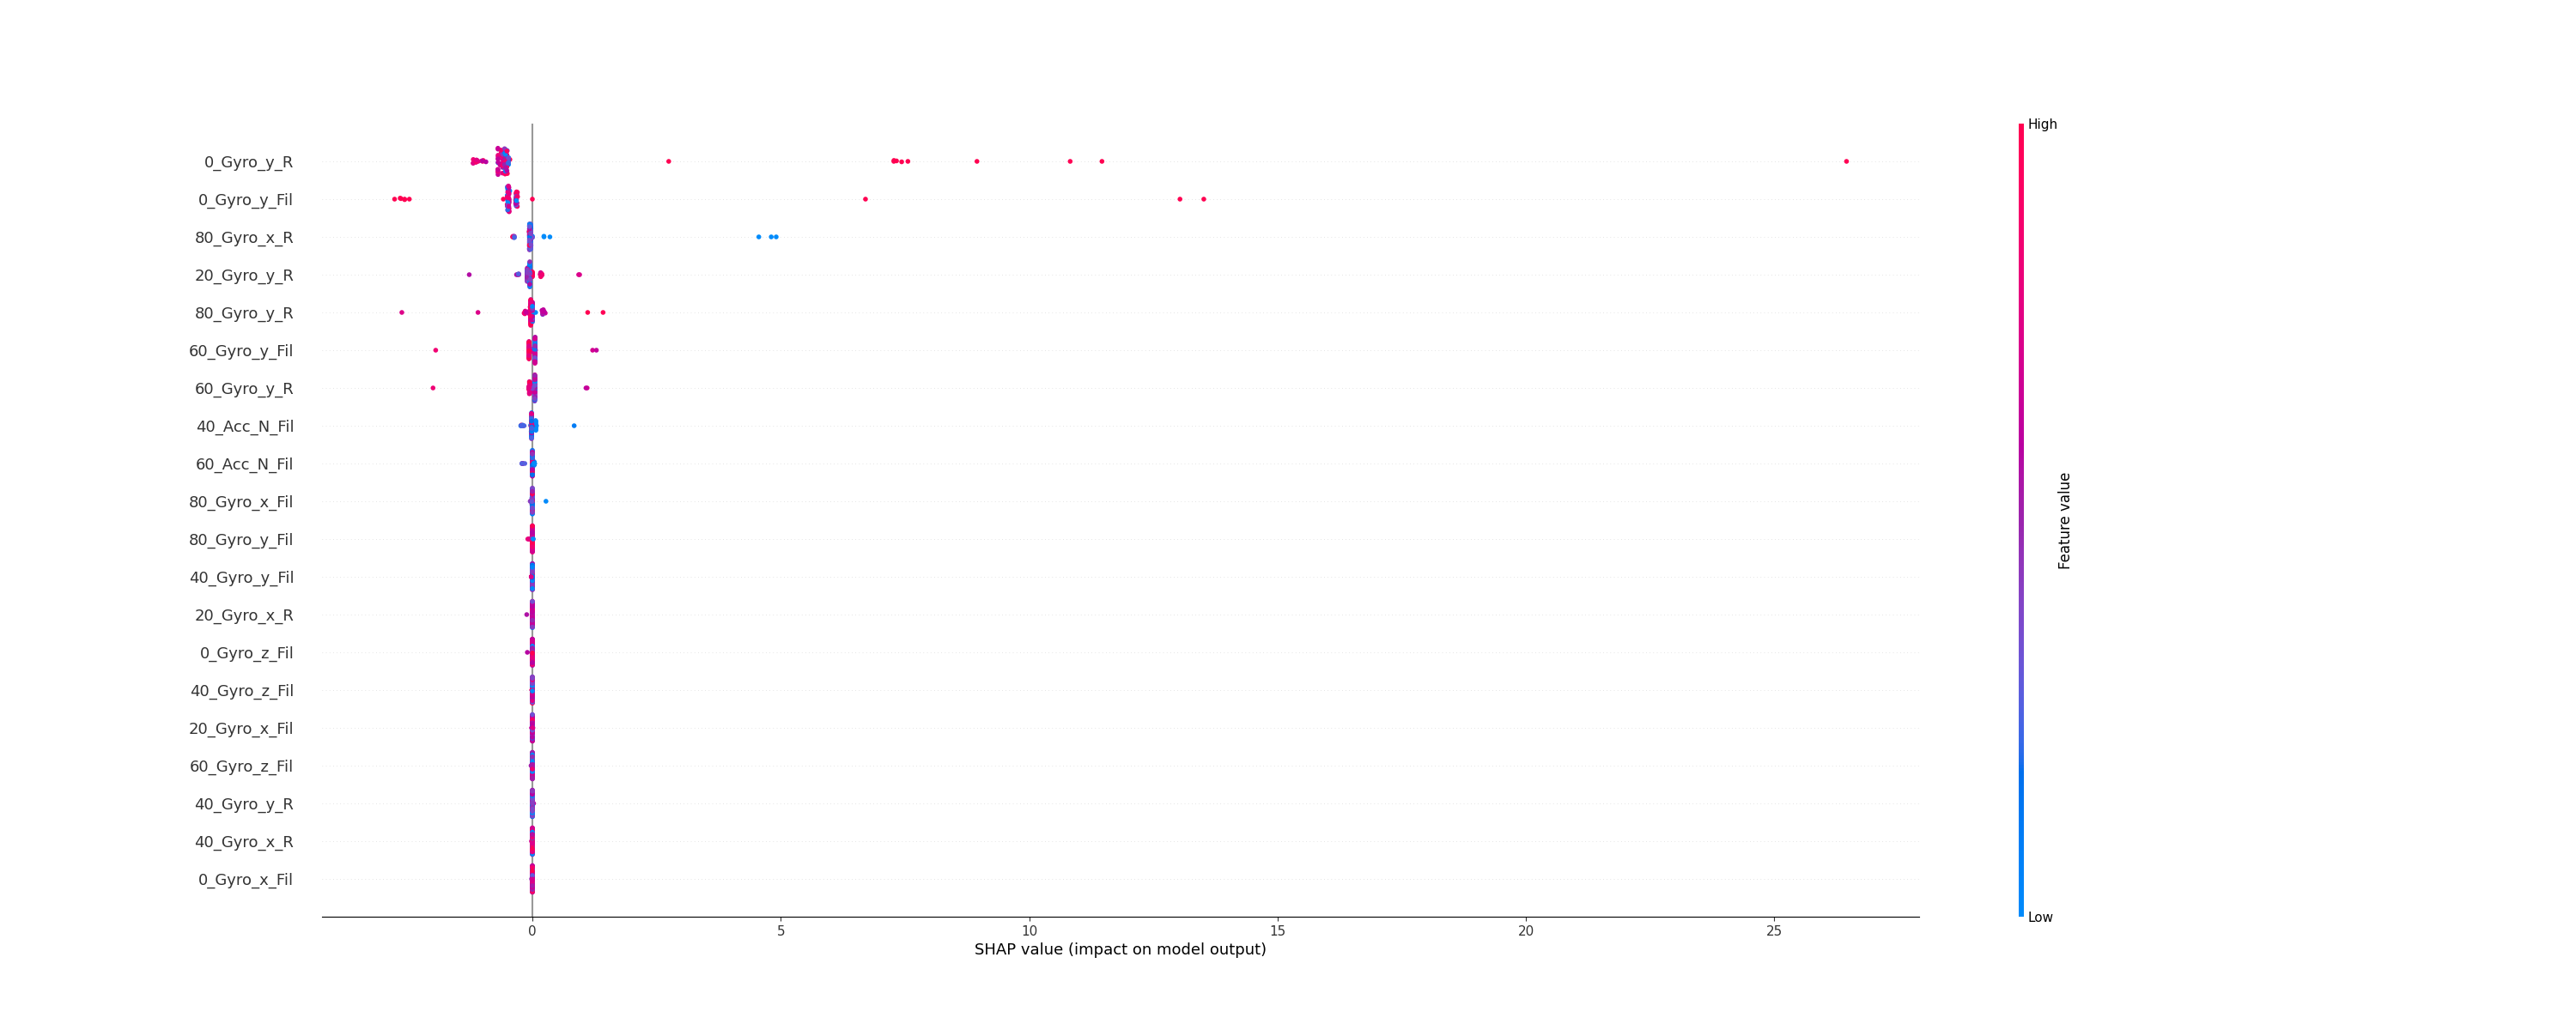 High
0_Gyro_y_R
0_Gyro_y_Fil
80_Gyro_x_R
20_Gyro_y_R
80_Gyro_y_R
60_Gyro_y_Fil
60_Gyro_y_R
40_Acc_N_Fil
60_Acc_N_Fil
80_Gyro_x_Fil
80_Gyro_y_Fil
40_Gyro_y_Fil
20_Gyro_x_R
0_Gyro_z_Fil
40_Gyro_z_Fil
20_Gyro_x_Fil
60_Gyro_z_Fil
40_Gyro_y_R
40_Gyro_x_R
0_Gyro_x_Fil
Feature value
Low
0 5 10 15 20 25
SHAP value (impact on model output)